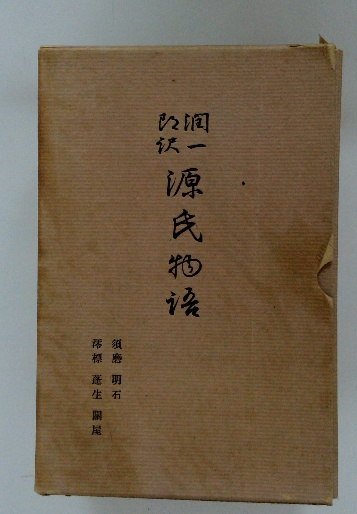 潤一
郎訳
源氏物語
須磨 明石
澪標 蓬生 關屋